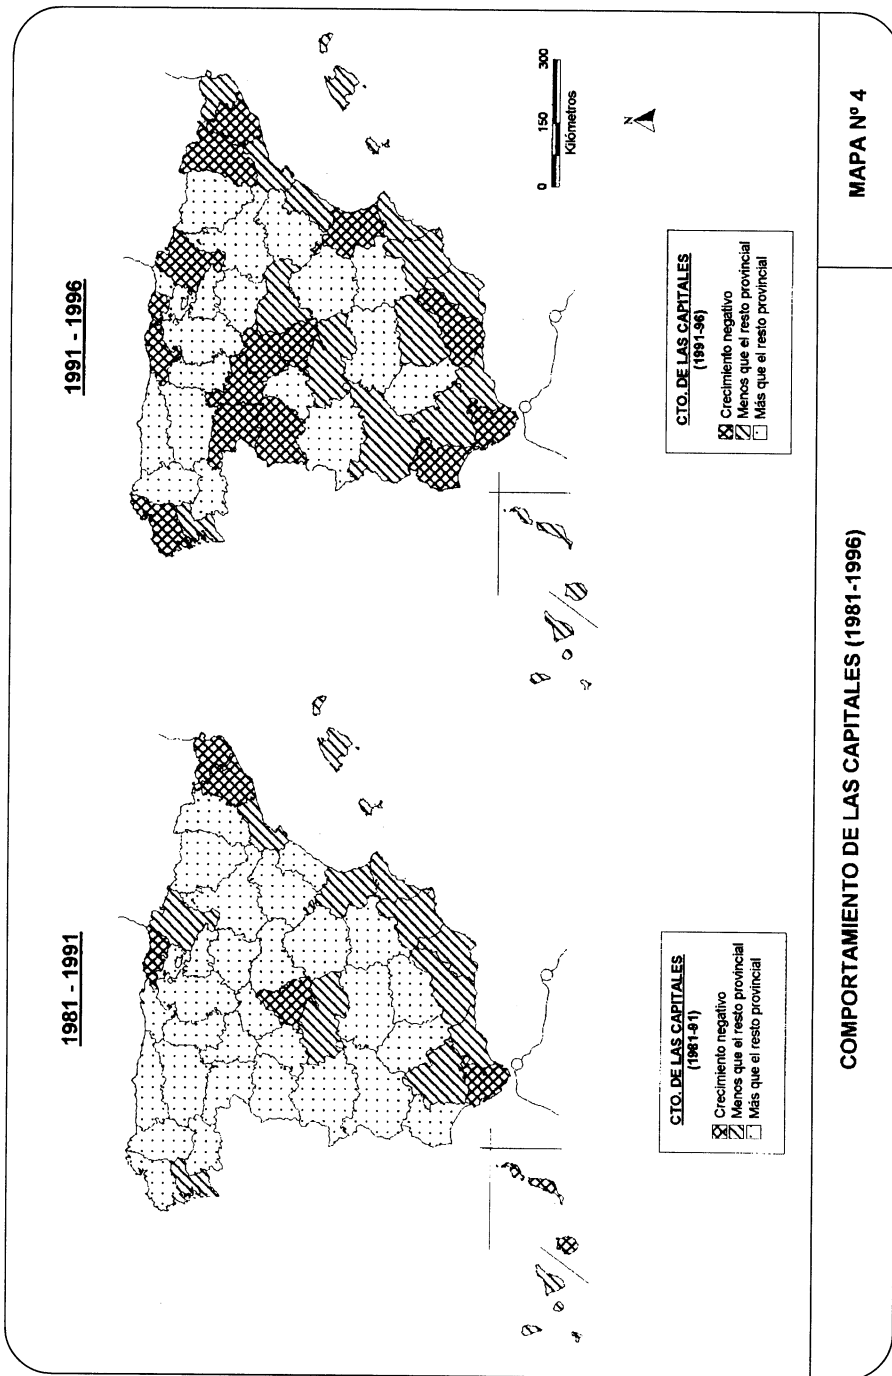 1981 - 1991
1991 - 1996
CTO. DE LAS CAPITALES
(1981-91)
Crecimiento negativo
Menos que el resto provincial
Más que el resto provincial
CTO. DE LAS CAPITALES
(1991-96)
Crecimiento negativo
Menos que el resto provincial
Más que el resto provincial
0 150 300
Kilómetros
N
COMPORTAMIENTO DE LAS CAPITALES (1981-1996)
MAPA Nº 4